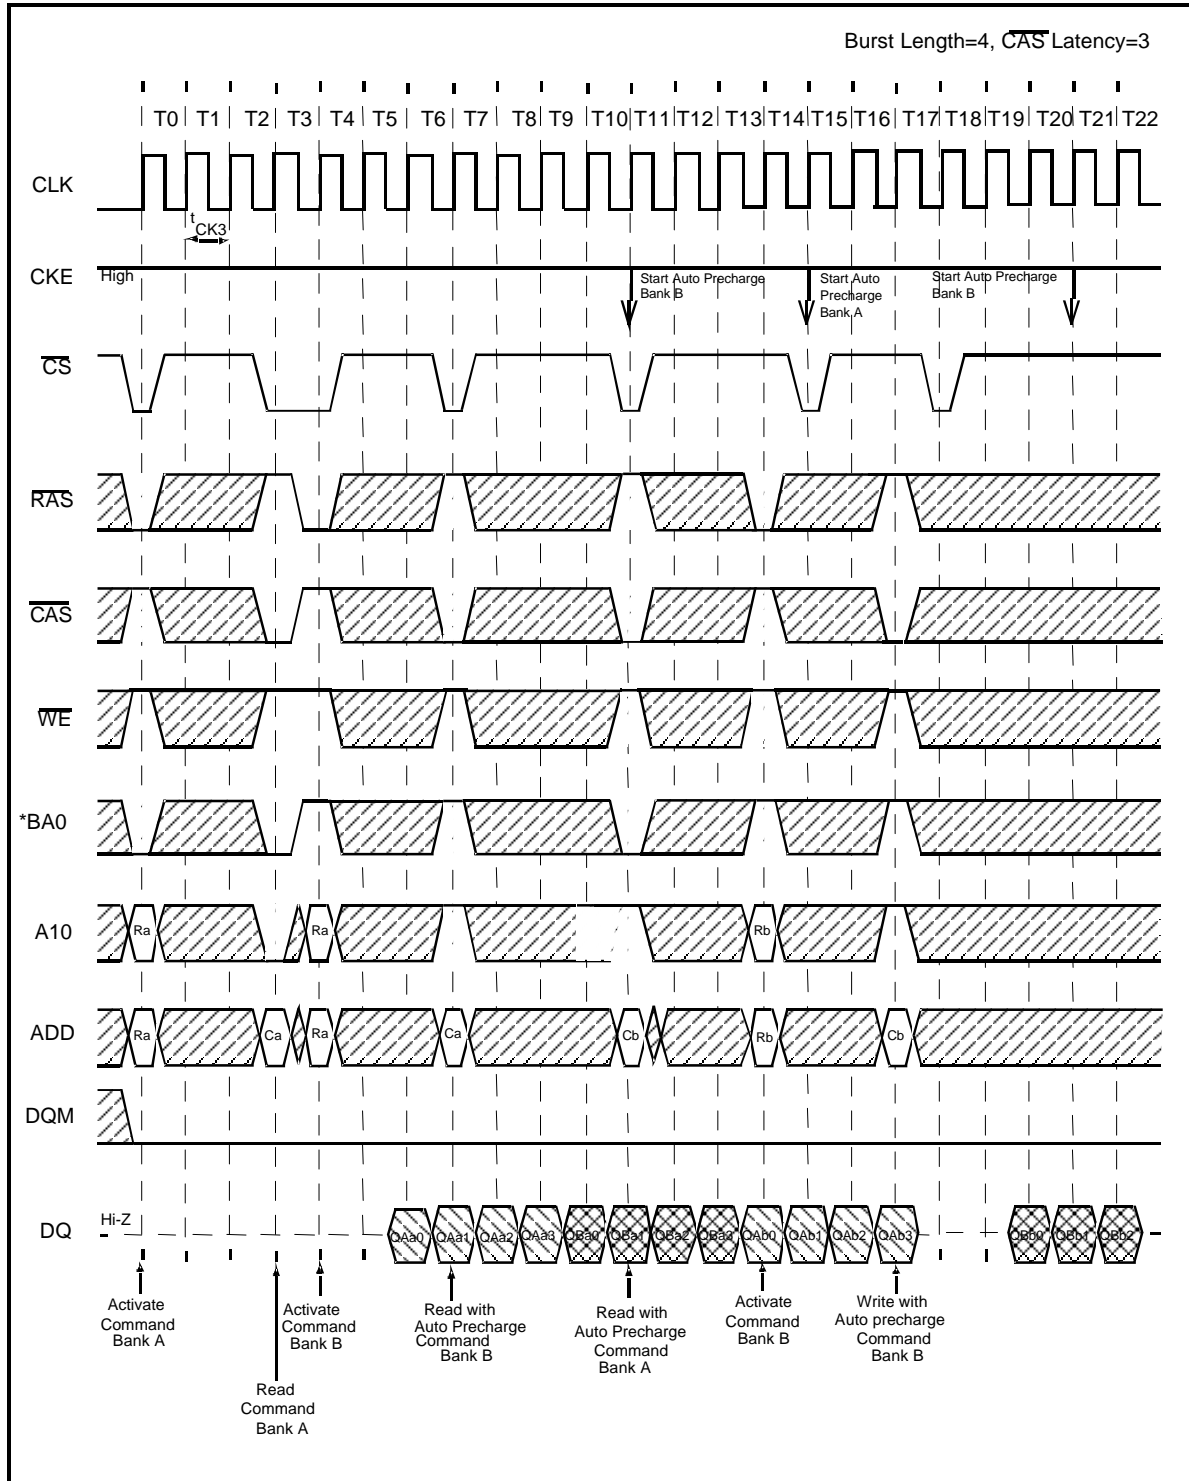 Burst Length=4, CAS Latency=3
T0 T1 T2 T3 T4 T5 T6 T7 T8 T9 T10 T11 T12 T13 T14 T15 T16 T17 T18 T19 T20 T21 T22
CLK
tCK3
CKE High
Start Auto Precharge
Bank B
Start Auto
Precharge
Bank A
Start Auto Precharge
Bank B
CS
RAS
CAS
WE
*BA0
A10 Ra Ra Rb
ADD Ra Ca Ra Ca Cb Rb Cb
DQM
DQ Hi-Z QAa0 QAa1 QAa2 QAa3 QBa0 QBa1 QBa2 QBa3 QAb0 QAb1 QAb2 QAb3 QBb0 QBb1 QBb2
Activate
Command
Bank A
Read
Command
Bank A
Activate
Command
Bank B
Read with
Auto Precharge
Command
Bank B
Read with
Auto Precharge
Command
Bank A
Activate
Command
Bank B
Write with
Auto precharge
Command
Bank B